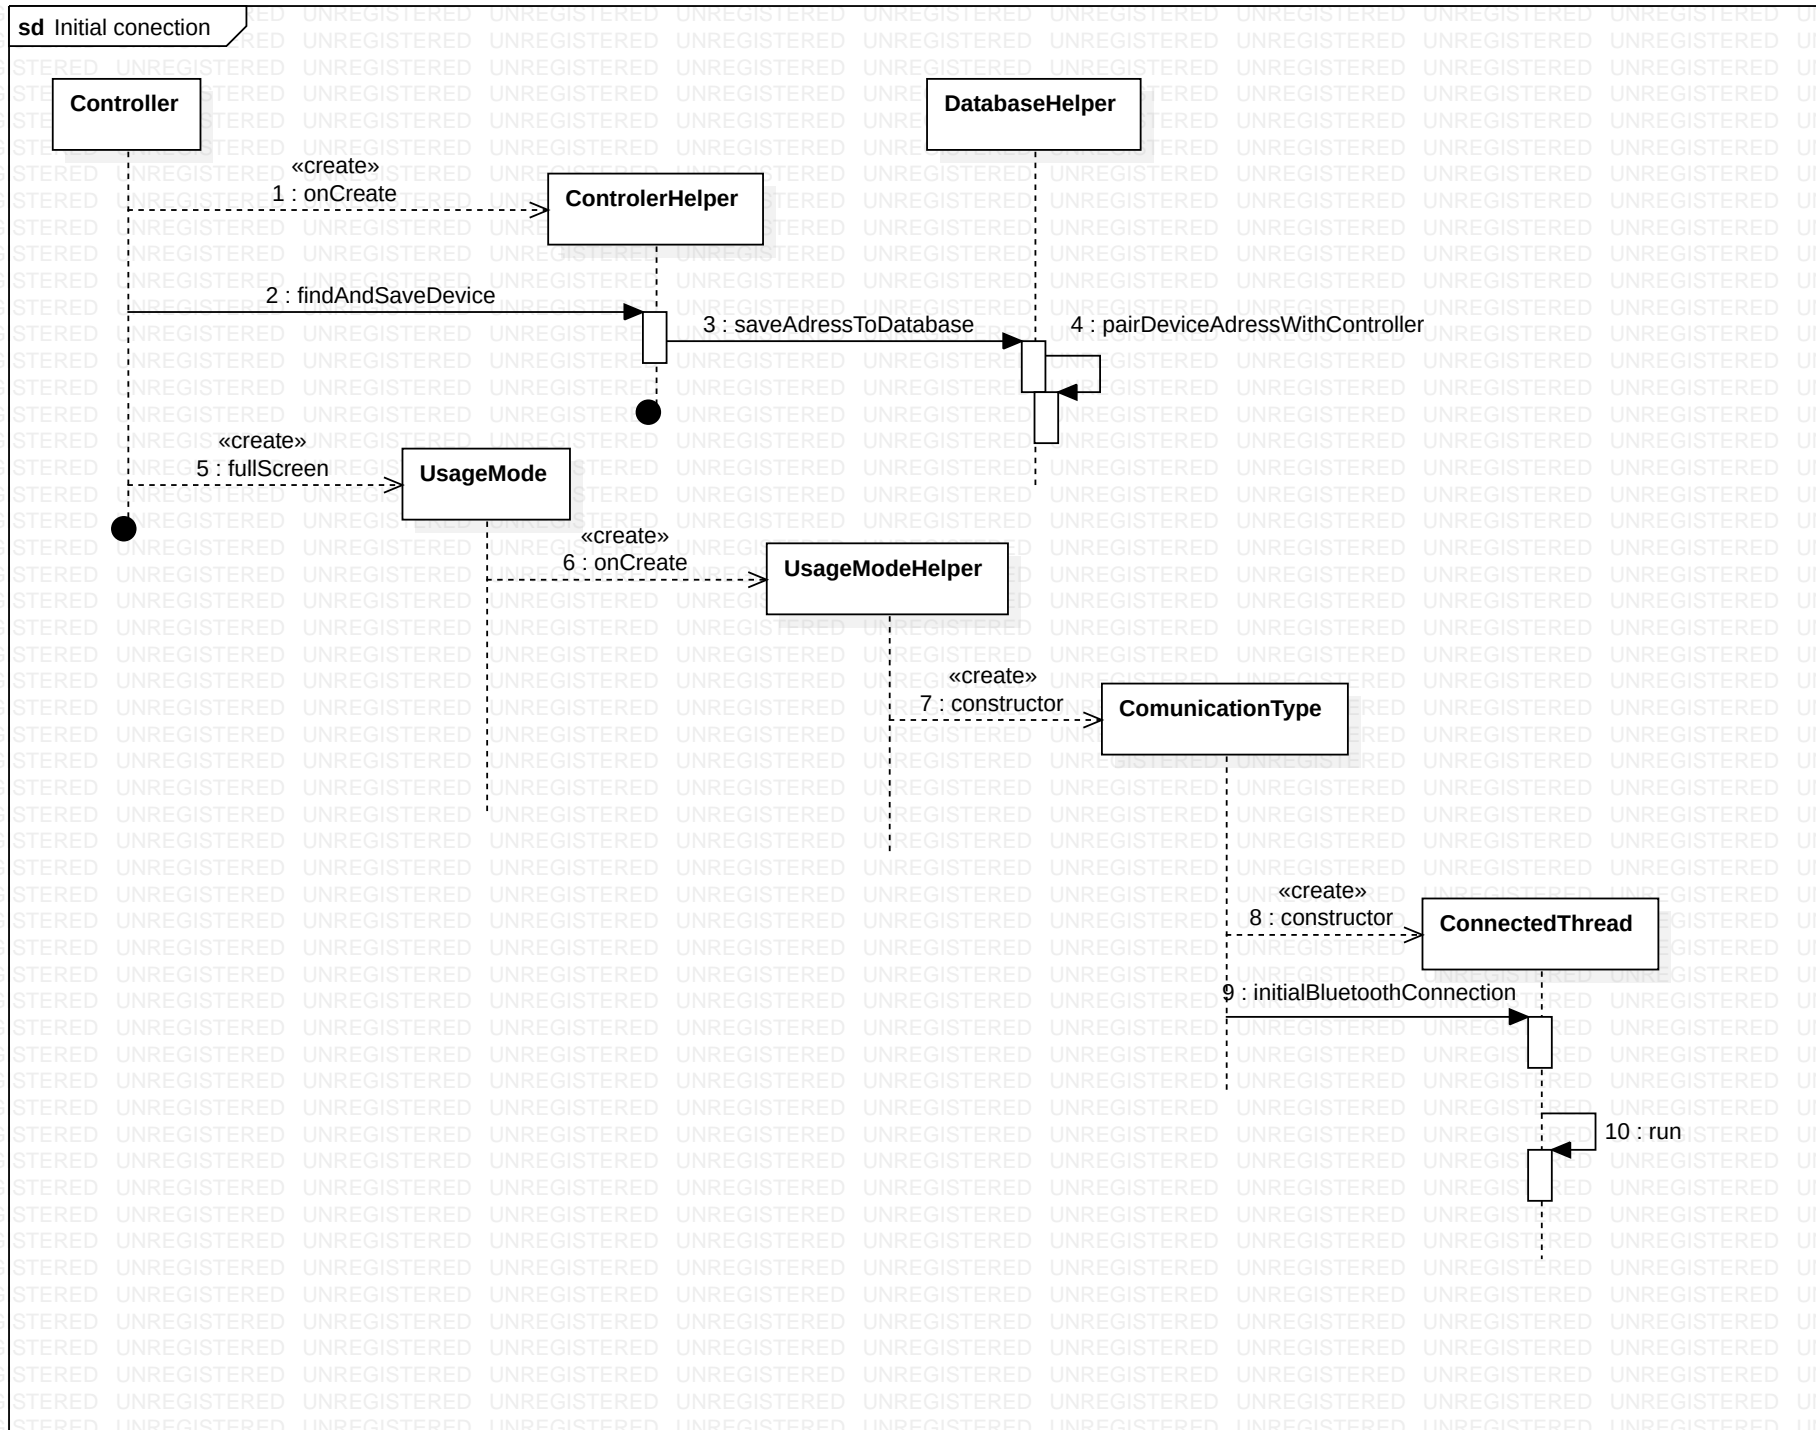 sd Initial conection
Controller
DatabaseHelper
«create»
1 : onCreate
ControlerHelper
2 : findAndSaveDevice
3 : saveAdressToDatabase
4 : pairDeviceAdressWithController
«create»
5 : fullScreen
UsageMode
«create»
6 : onCreate
UsageModeHelper
«create»
7 : constructor
ComunicationType
«create»
8 : constructor
ConnectedThread
9 : initialBluetoothConnection
10 : run
UNREGISTERED